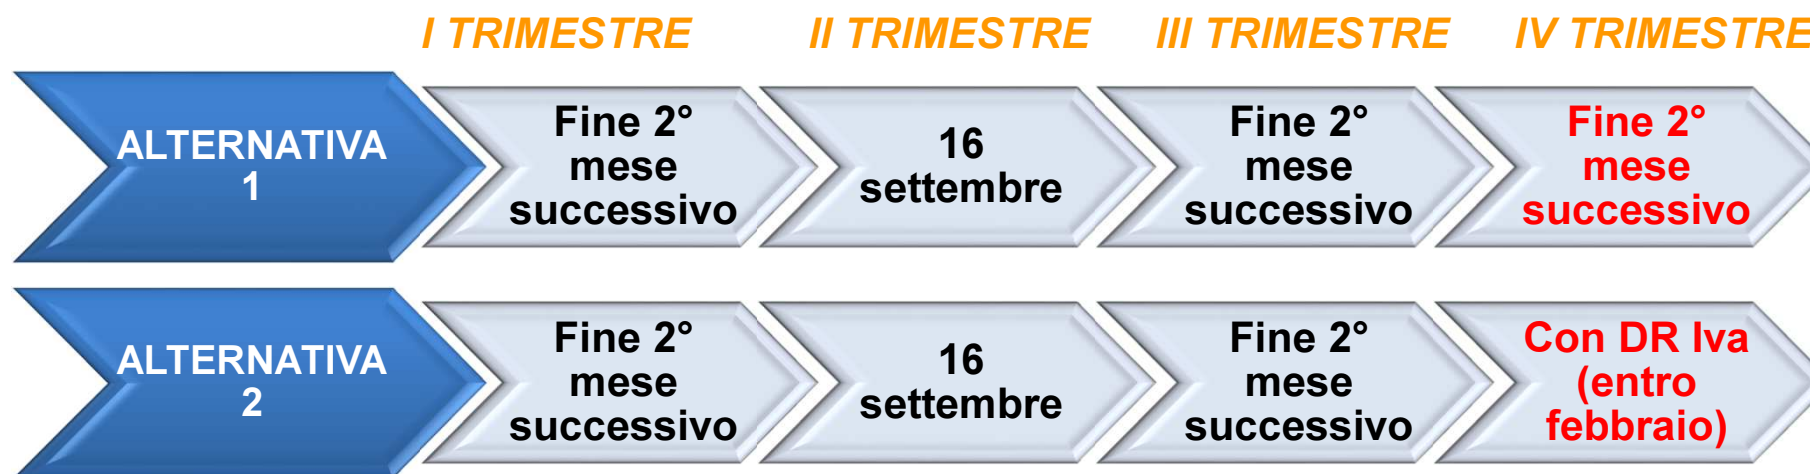 I TRIMESTRE II TRIMESTRE III TRIMESTRE IV TRIMESTRE
ALTERNATIVA
1
Fine 2°
mese
successivo
16
settembre
Fine 2°
mese
successivo
Fine 2°
mese
successivo
ALTERNATIVA
2
Fine 2°
mese
successivo
16
settembre
Fine 2°
mese
successivo
Con DR Iva
(entro
febbraio)